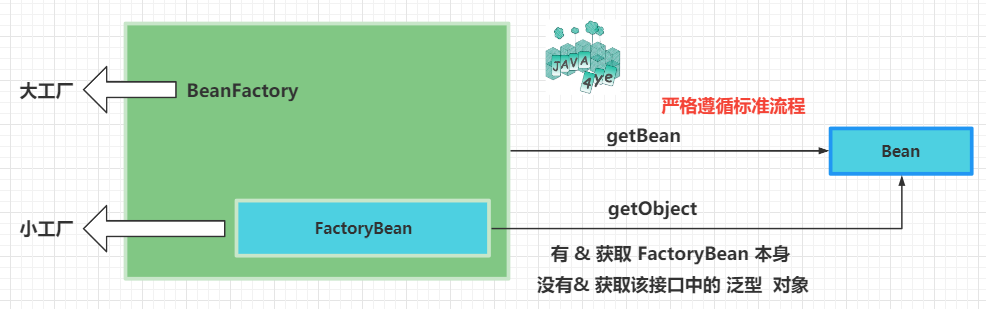 JAVA
4ye
大工厂
BeanFactory
严格遵循标准流程
getBean
Bean
getObject
小工厂
FactoryBean
有 & 获取 FactoryBean 本身
没有& 获取该接口中的 泛型 对象